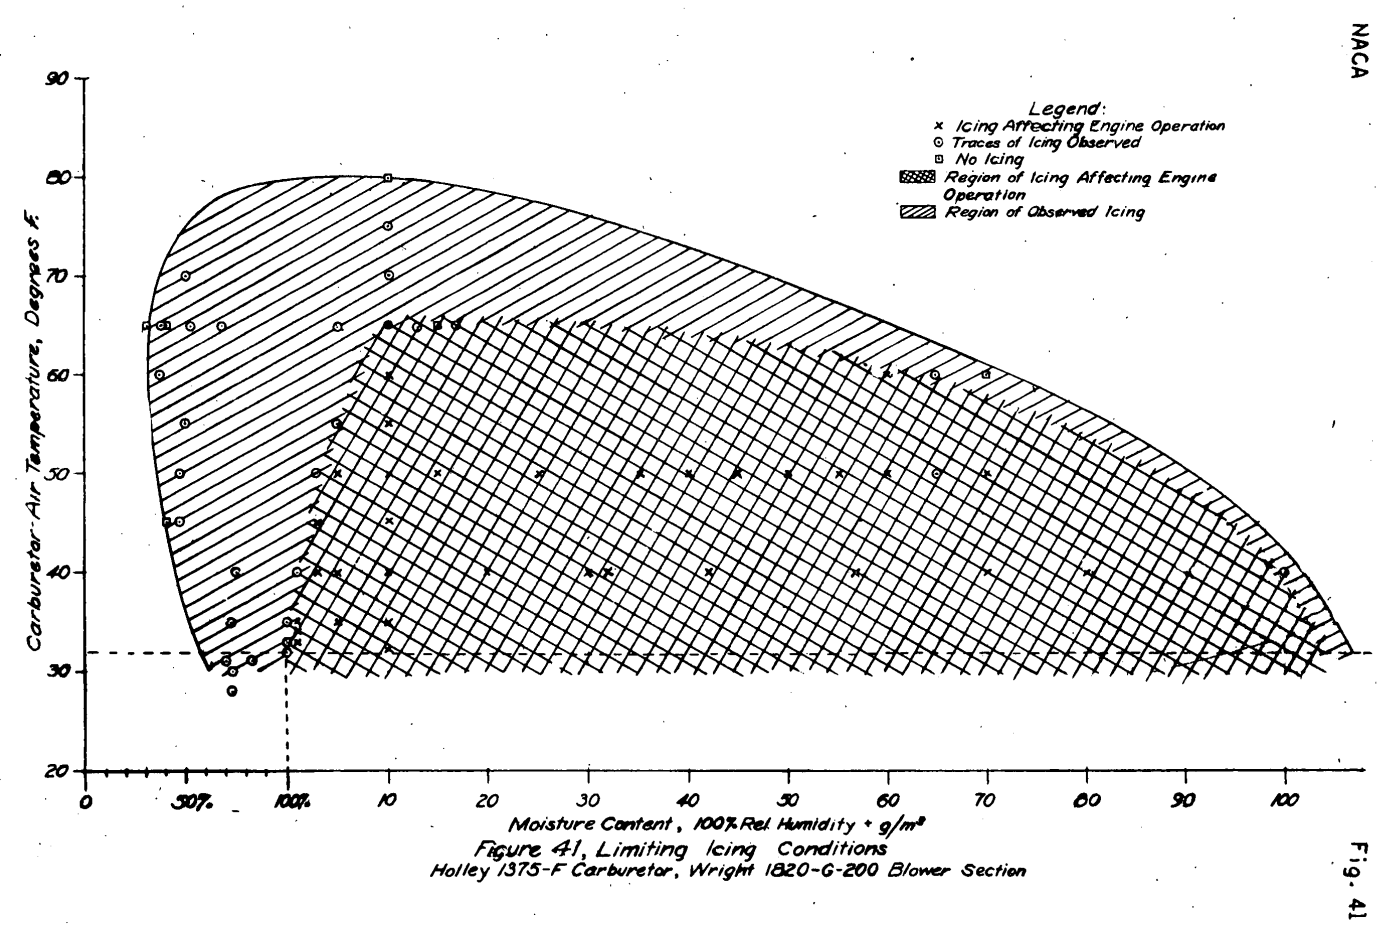 NACA
90
80
70
60
50
40
30
20
Carburetor-Air Temperature, Degrees F.
Legend:
x Icing Affecting Engine Operation
⊙ Traces of Icing Observed
⊡ No Icing
Region of Icing Affecting Engine
Operation
Region of Observed Icing
0 50% 100% 10 20 30 40 50 60 70 80 90 100
Moisture Content, 100% Rel. Humidity + g/m³
Figure 41, Limiting Icing Conditions
Holley 1375-F Carburetor, Wright 1820-G-200 Blower Section
Fig. 41